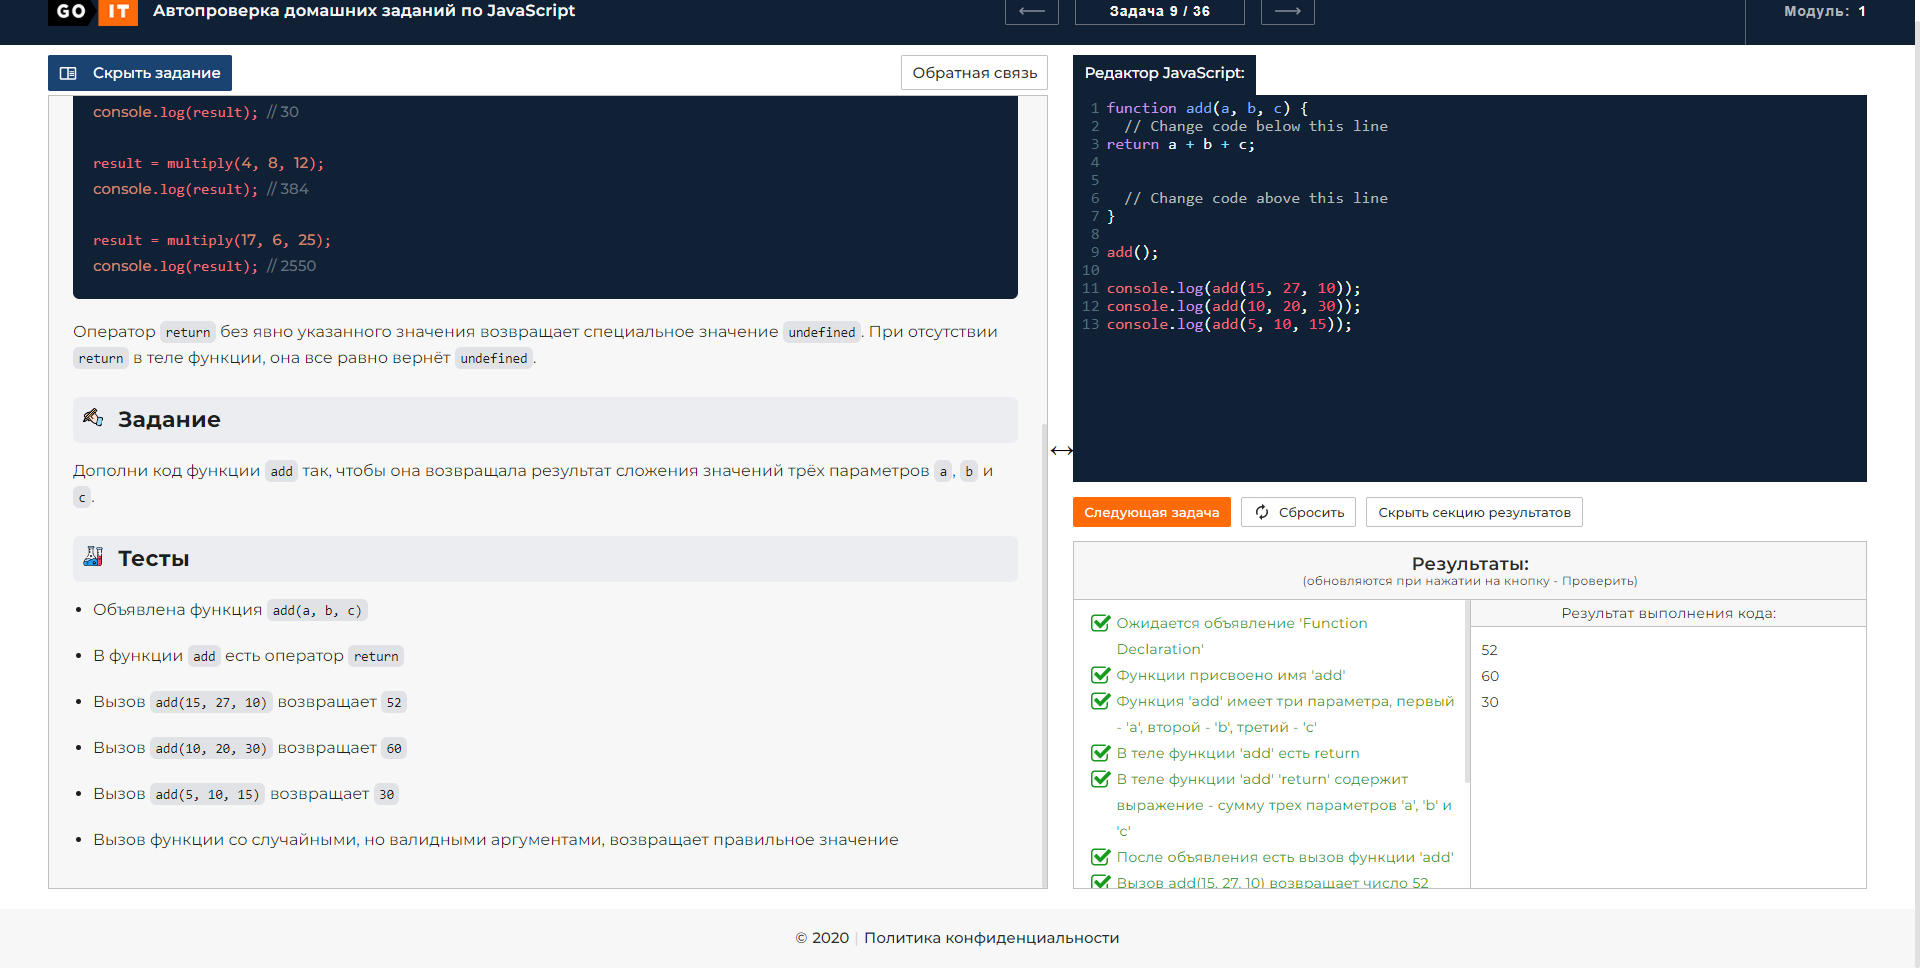 GO IT Автопроверка домашних заданий по JavaScript Задача 9 / 36 Модуль: 1
Скрыть задание
Обратная связь
console.log(result); // 30
result = multiply(4, 8, 12);
console.log(result); // 384
result = multiply(17, 6, 25);
console.log(result); // 2550
Оператор return без явно указанного значения возвращает специальное значение undefined. При отсутствии
return в теле функции, она все равно вернёт undefined.
Задание
Дополни код функции add так, чтобы она возвращала результат сложения значений трёх параметров a, b и
c.
Тесты
• Объявлена функция add(a, b, c)
• В функции add есть оператор return
• Вызов add(15, 27, 10) возвращает 52
• Вызов add(10, 20, 30) возвращает 60
• Вызов add(5, 10, 15) возвращает 30
• Вызов функции со случайными, но валидными аргументами, возвращает правильное значение
Редактор JavaScript:
1 function add(a, b, c) {
2 // Change code below this line
3 return a + b + c;
4
5
6 // Change code above this line
7 }
8
9 add();
10
11 console.log(add(15, 27, 10));
12 console.log(add(10, 20, 30));
13 console.log(add(5, 10, 15));
Следующая задача
Сбросить
Скрыть секцию результатов
Результаты:
(обновляются при нажатии на кнопку - Проверить)
Ожидается объявление 'Function
Declaration'
Функции присвоено имя 'add'
Функция 'add' имеет три параметра, первый
- 'a', второй - 'b', третий - 'c'
В теле функции 'add' есть return
В теле функции 'add' 'return' содержит
выражение - сумму трех параметров 'a', 'b' и
'c'
После объявления есть вызов функции 'add'
Вызов add(15, 27, 10) возвращает число 52
Результат выполнения кода:
52
60
30
© 2020 | Политика конфиденциальности